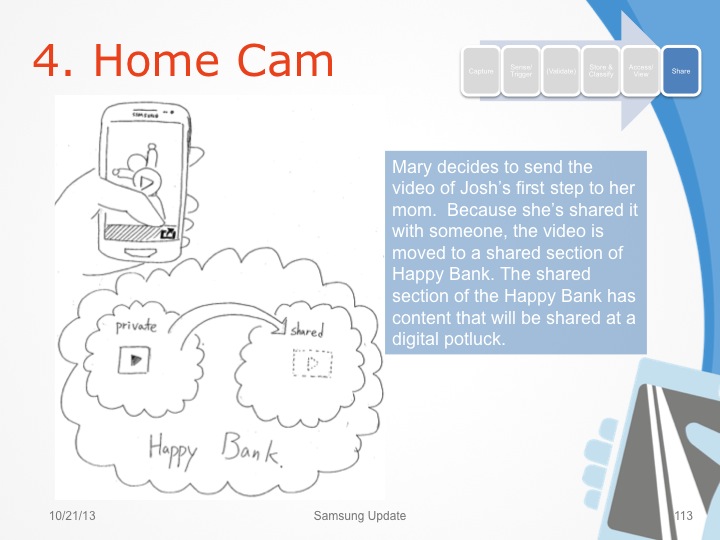 4. Home Cam
Capture
Sense/
Trigger
(Validate)
Store &
Classify
Access/
View
Share
SAMSUNG
Mary decides to send the
video of Josh's first step to her
mom.  Because she's shared it
with someone, the video is
moved to a shared section of
Happy Bank. The shared
section of the Happy Bank has
content that will be shared at a
digital potluck.
private
shared
Happy Bank.
10/21/13
Samsung Update
113